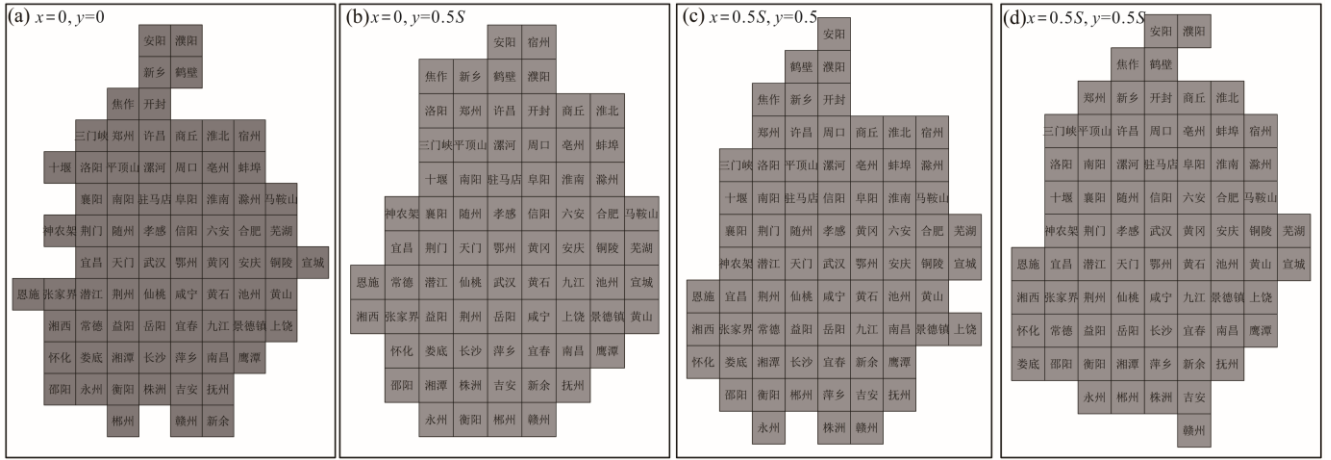 (a) x=0, y=0
安阳 濮阳
新乡 鹤壁
焦作 开封
三门峡 郑州 许昌 商丘 淮北 宿州
十堰 洛阳 平顶山 漯河 周口 亳州 蚌埠
襄阳 南阳 驻马店 阜阳 淮南 滁州 马鞍山
神农架 荆门 随州 孝感 信阳 六安 合肥 芜湖
宜昌 天门 武汉 鄂州 黄冈 安庆 铜陵 宣城
恩施 张家界 潜江 荆州 仙桃 咸宁 黄石 池州 黄山
湘西 常德 益阳 岳阳 宜春 九江 景德镇 上饶
怀化 娄底 湘潭 长沙 萍乡 南昌 鹰潭
邵阳 永州 衡阳 株洲 吉安 抚州
郴州 赣州 新余
(b) x=0, y=0.5S
安阳 宿州
焦作 新乡 鹤壁 濮阳
洛阳 郑州 许昌 开封 商丘 淮北
三门峡 平顶山 漯河 周口 亳州 蚌埠
十堰 南阳 驻马店 阜阳 淮南 滁州
神农架 襄阳 随州 孝感 信阳 六安 合肥 马鞍山
宜昌 荆门 天门 鄂州 黄冈 安庆 铜陵 芜湖
恩施 常德 潜江 仙桃 武汉 黄石 九江 池州 宣城
湘西 张家界 益阳 荆州 岳阳 咸宁 上饶 景德镇 黄山
怀化 娄底 长沙 萍乡 宜春 南昌 鹰潭
邵阳 湘潭 株洲 吉安 新余 抚州
永州 衡阳 郴州 赣州
(c) x=0.5S, y=0.5
安阳
鹤壁 濮阳
焦作 新乡 开封
郑州 许昌 周口 商丘 淮北 宿州
三门峡 洛阳 平顶山 漯河 亳州 蚌埠 滁州
十堰 南阳 驻马店 信阳 阜阳 淮南 马鞍山
襄阳 荆门 随州 孝感 黄冈 六安 合肥 芜湖
神农架 潜江 天门 武汉 鄂州 安庆 铜陵 宣城
恩施 宜昌 荆州 仙桃 咸宁 黄石 池州 黄山
湘西 张家界 常德 益阳 岳阳 九江 南昌 景德镇 上饶
怀化 娄底 湘潭 长沙 宜春 新余 鹰潭
邵阳 衡阳 郴州 萍乡 吉安 抚州
永州 株洲 赣州
(d) x=0.5S, y=0.5S
安阳 濮阳
焦作 鹤壁
郑州 新乡 开封 商丘 淮北
三门峡 平顶山 许昌 周口 亳州 蚌埠 宿州
洛阳 南阳 漯河 驻马店 阜阳 淮南 滁州
十堰 襄阳 随州 信阳 六安 合肥 马鞍山
神农架 荆门 孝感 武汉 黄冈 安庆 铜陵 芜湖
恩施 宜昌 潜江 天门 鄂州 黄石 池州 黄山 宣城
湘西 张家界 荆州 仙桃 咸宁 九江 景德镇 上饶
怀化 常德 益阳 岳阳 长沙 宜春 南昌 鹰潭
娄底 邵阳 衡阳 湘潭 萍乡 新余 抚州
永州 郴州 株洲 吉安
赣州